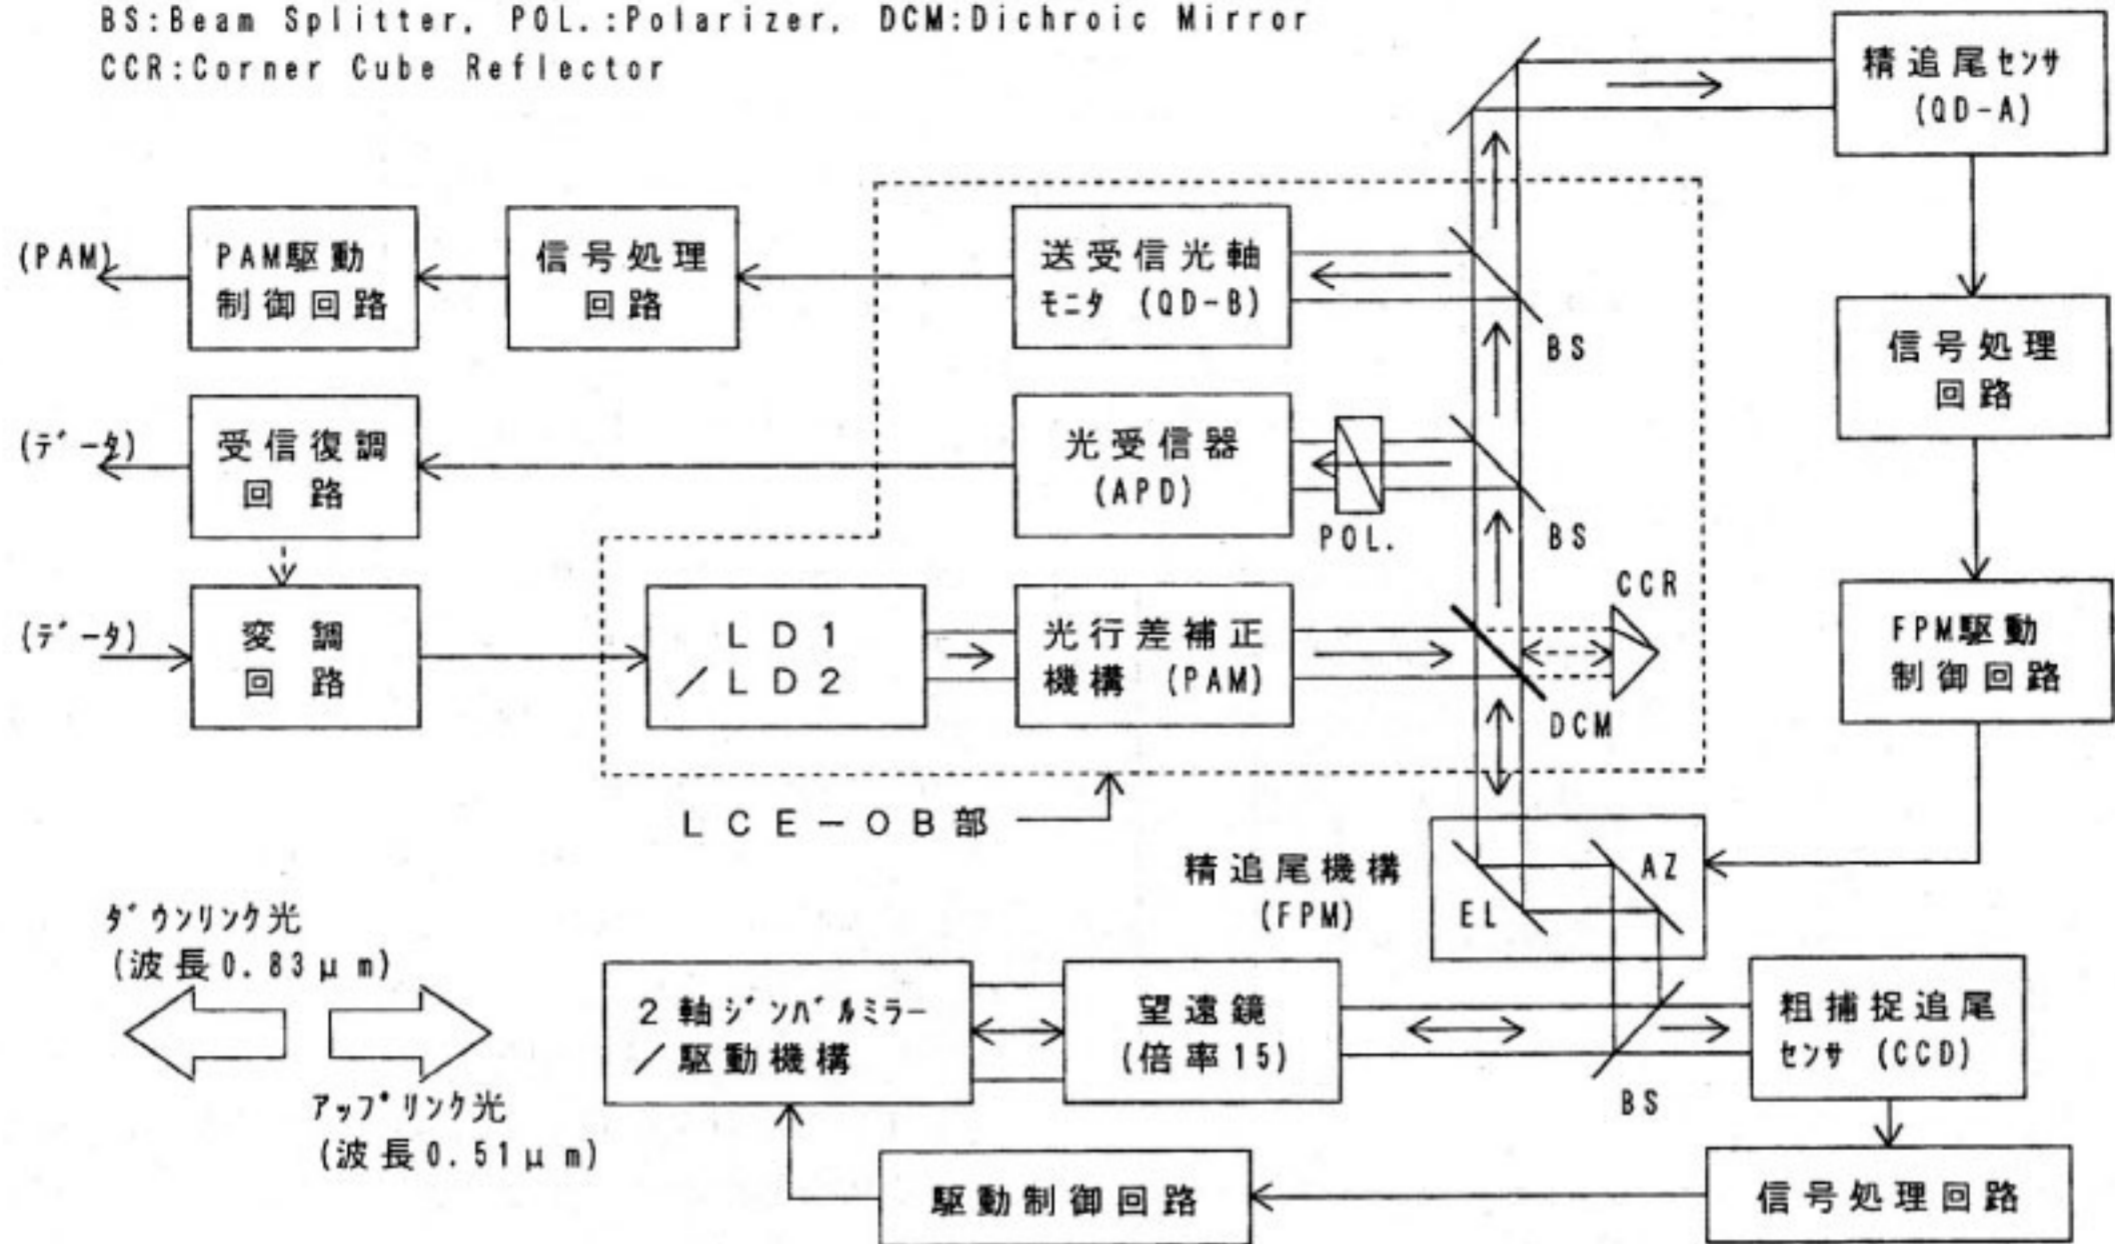 BS:Beam Splitter, POL.:Polarizer, DCM:Dichroic Mirror
CCR:Corner Cube Reflector
精追尾センサ
(QD-A)
(PAM)
PAM駆動
制御回路
信号処理
回路
送受信光軸
モニタ (QD-B)
BS
信号処理
回路
(データ)
受信復調
回路
光受信器
(APD)
POL.
BS
CCR
(データ)
変調
回路
LD1
/LD2
光行差補正
機構 (PAM)
DCM
FPM駆動
制御回路
LCE-OB部
精追尾機構
(FPM)
EL
AZ
ダウンリンク光
(波長0.83μm)
アップリンク光
(波長0.51μm)
2軸ジンバルミラー
/駆動機構
望遠鏡
(倍率15)
BS
粗捕捉追尾
センサ (CCD)
駆動制御回路
信号処理回路